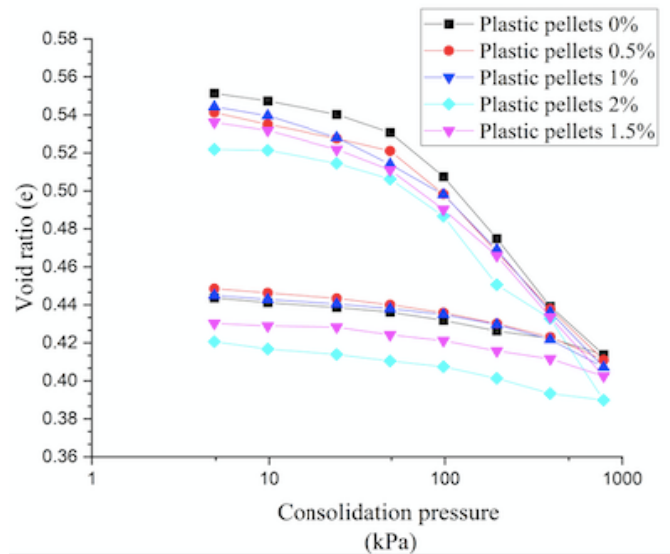 Plastic pellets 0%
Plastic pellets 0.5%
Plastic pellets 1%
Plastic pellets 2%
Plastic pellets 1.5%
0.58
0.56
0.54
0.52
0.50
0.48
0.46
0.44
0.42
0.40
0.38
0.36
Void ratio (e)
1 10 100 1000
Consolidation pressure
(kPa)